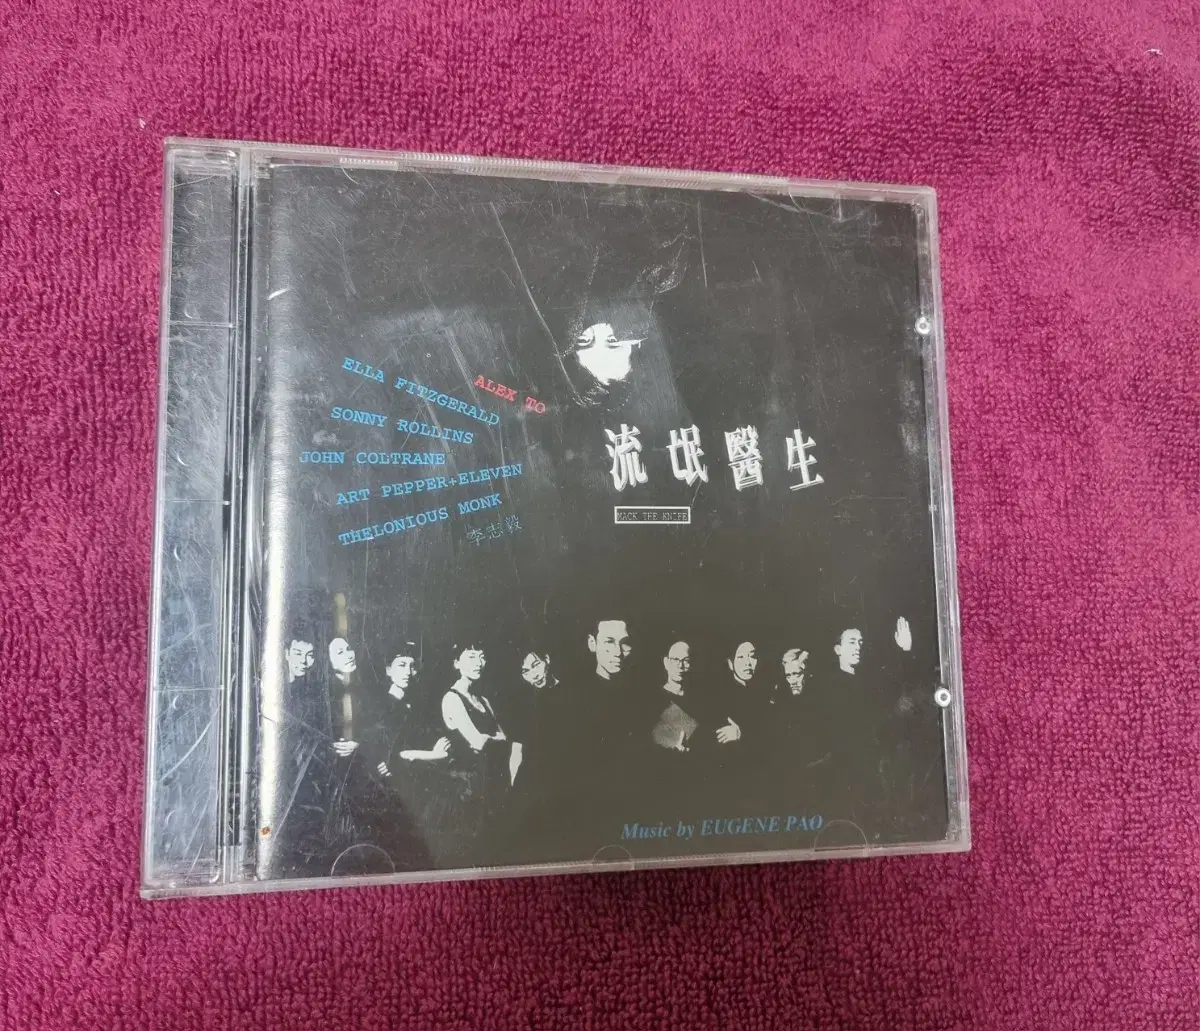 ELLA FITZGERALD
ALEX TO
SONNY ROLLINS
JOHN COLTRANE
ART PEPPER+ELEVEN
THELONIOUS MONK
李志毅
流氓醫生
MACK THE KNIFE
Music by EUGENE PAO